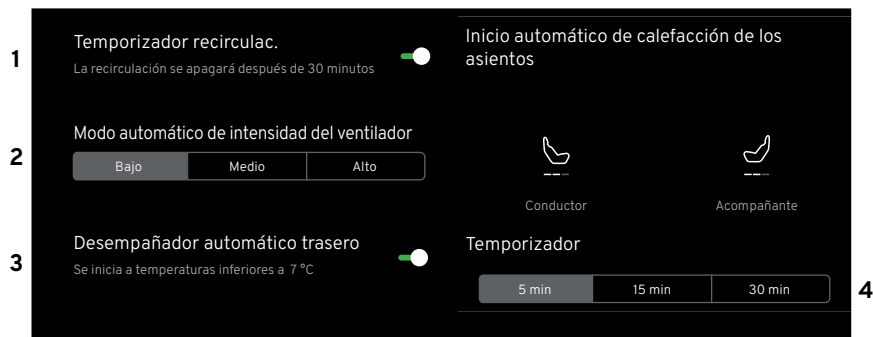 1
Temporizador recirculac.
La recirculación se apagará después de 30 minutos
2
Modo automático de intensidad del ventilador
Bajo Medio Alto
3
Desempañador automático trasero
Se inicia a temperaturas inferiores a 7 °C
Inicio automático de calefacción de los
asientos
Conductor Acompañante
Temporizador
5 min 15 min 30 min
4